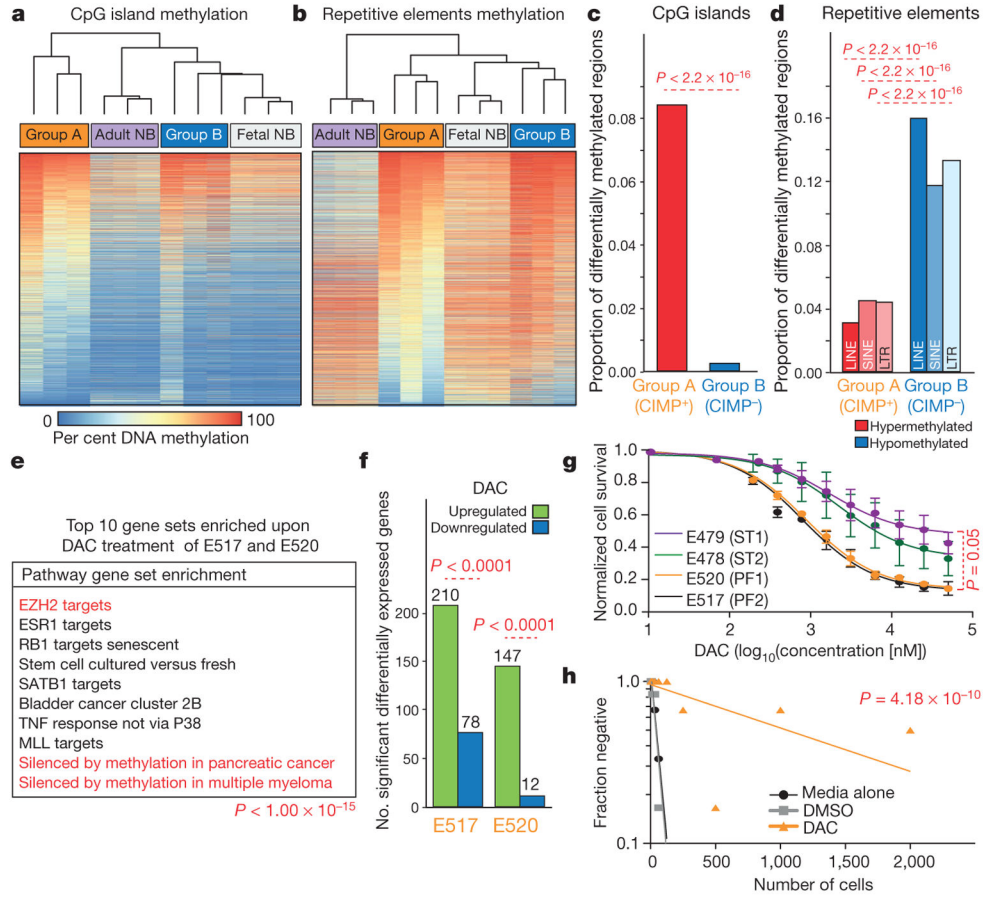 a
CpG island methylation
Group A
Adult NB
Group B
Fetal NB
0
100
Per cent DNA methylation
b
Repetitive elements methylation
Adult NB
Group A
Fetal NB
Group B
c
CpG islands
Proportion of differentially methylated regions
P < 2.2 × 10–16
0.08
0.06
0.04
0.02
0.00
Group A
(CIMP+)
Group B
(CIMP–)
d
Repetitive elements
Proportion of differentially methylated regions
P < 2.2 × 10–16
P < 2.2 × 10–16
P < 2.2 × 10–16
0.16
0.12
0.08
0.04
0.00
LINE
SINE
LTR
LINE
SINE
LTR
Group A
(CIMP+)
Group B
(CIMP–)
Hypermethylated
Hypomethylated
e
Top 10 gene sets enriched upon
DAC treatment of E517 and E520
Pathway gene set enrichment
EZH2 targets
ESR1 targets
RB1 targets senescent
Stem cell cultured versus fresh
SATB1 targets
Bladder cancer cluster 2B
TNF response not via P38
MLL targets
Silenced by methylation in pancreatic cancer
Silenced by methylation in multiple myeloma
P < 1.00 × 10–15
f
DAC
Upregulated
Downregulated
No. significant differentially expressed genes
P < 0.0001
210
P < 0.0001
147
78
12
200
150
100
50
0
E517
E520
g
Normalized cell survival
1.0
0.8
0.6
0.4
0.2
0.0
E479 (ST1)
E478 (ST2)
E520 (PF1)
E517 (PF2)
P = 0.05
1
2
3
4
5
DAC (log10(concentration [nM])
h
Fraction negative
1.0
0.1
P = 4.18 × 10–10
Media alone
DMSO
DAC
0
500
1,000
1,500
2,000
Number of cells